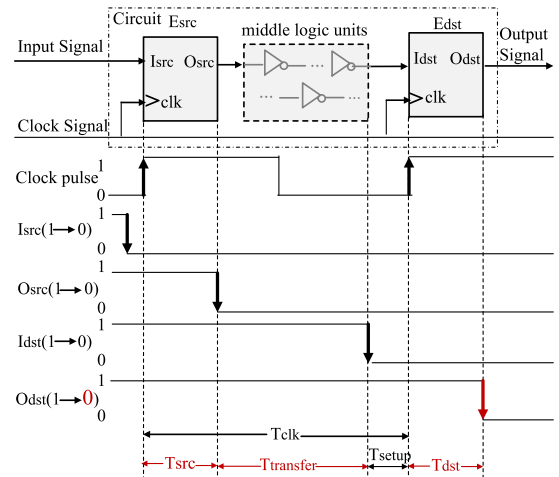 Circuit Esrc
middle logic units
Edst
Output Signal
Input Signal
Isrc Osrc
... ...
Idst Odst
clk
...
clk
Clock Signal
Clock pulse
1
0
Isrc(1→0)
1
0
Osrc(1→0)
1
0
Idst(1→0)
1
0
Odst(1→0)
1
0
Tclk
Tsetup
Tsrc
Ttransfer
Tdst